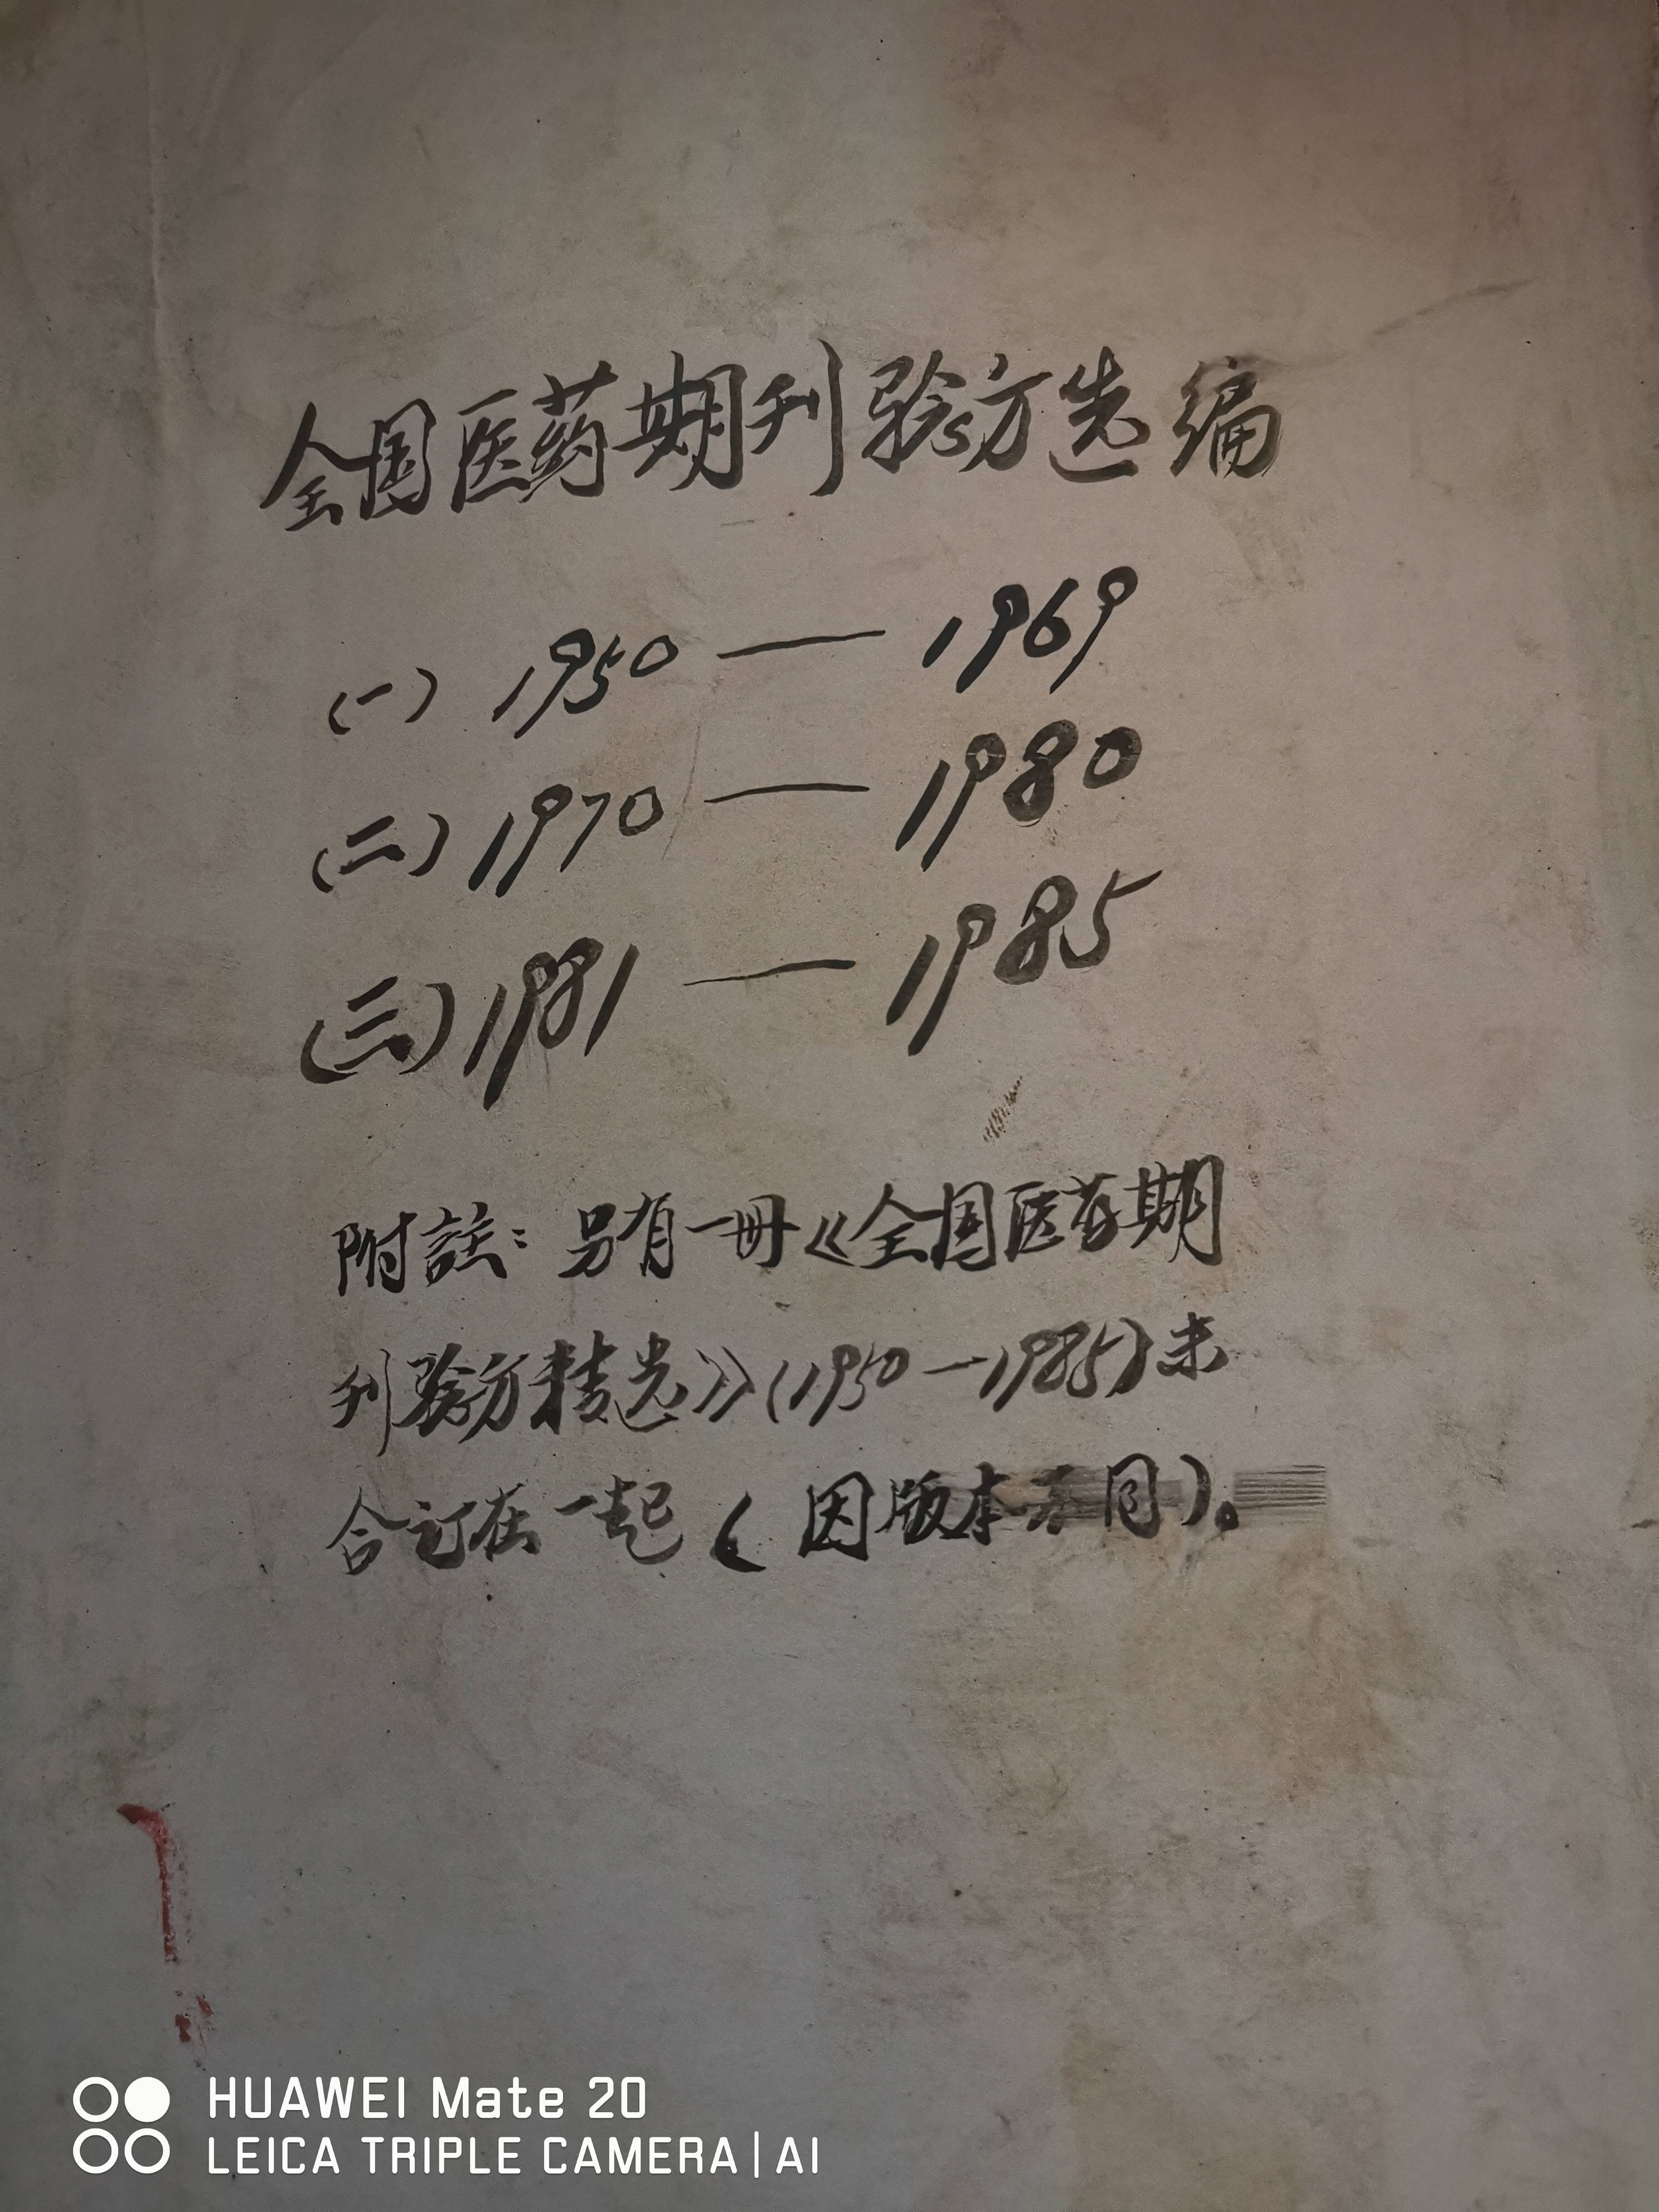 全国医药期刊验方选编
(一) 1950 — 1969
(二) 1970 — 1980
(三) 1981 — 1985
附註：另有一册《全国医药期
刊验方精选》(1950—1985)未
合订在一起(因版本不同)。
HUAWEI Mate 20
LEICA TRIPLE CAMERA | AI